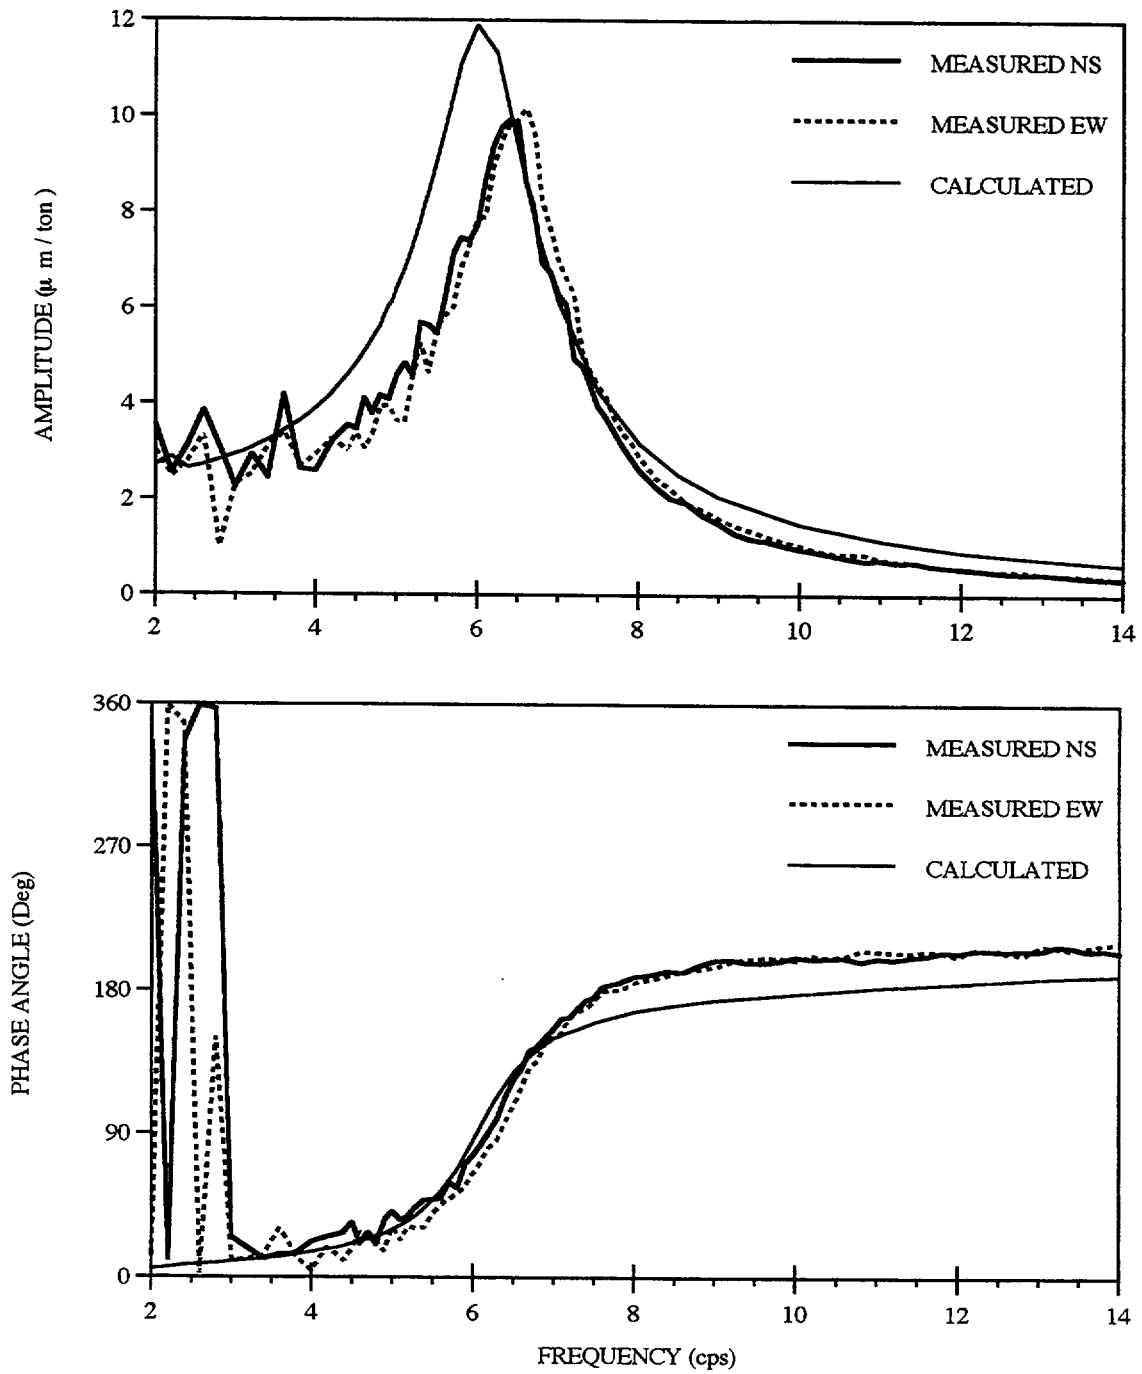 12
10
8
6
4
2
0
AMPLITUDE (μ m / ton )
MEASURED NS
MEASURED EW
CALCULATED
2 4 6 8 10 12 14
360
270
180
90
0
PHASE ANGLE (Deg)
MEASURED NS
MEASURED EW
CALCULATED
2 4 6 8 10 12 14
FREQUENCY (cps)